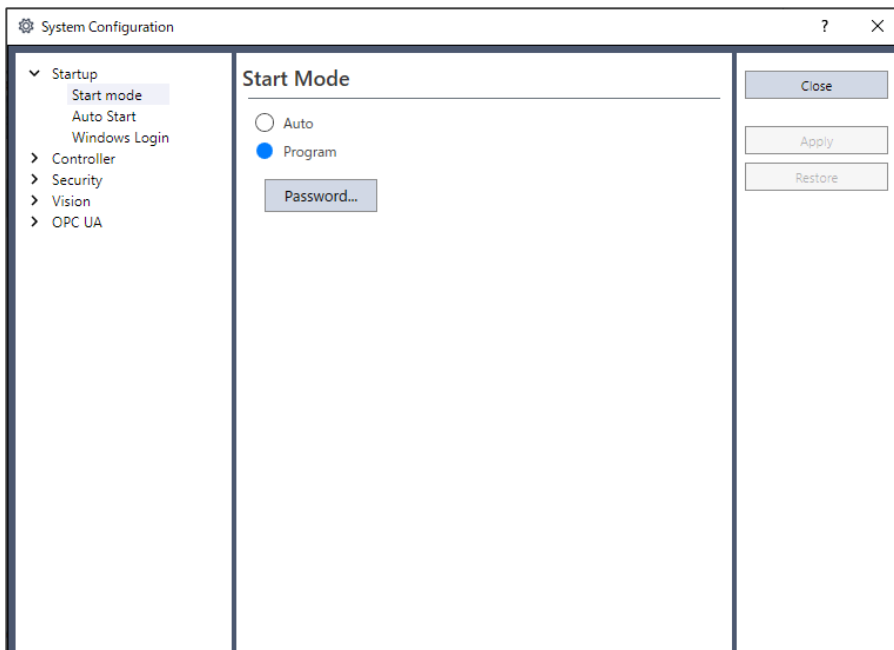 System Configuration
?
Startup
Start mode
Auto Start
Windows Login
Controller
Security
Vision
OPC UA
Start Mode
Auto
Program
Password...
Close
Apply
Restore